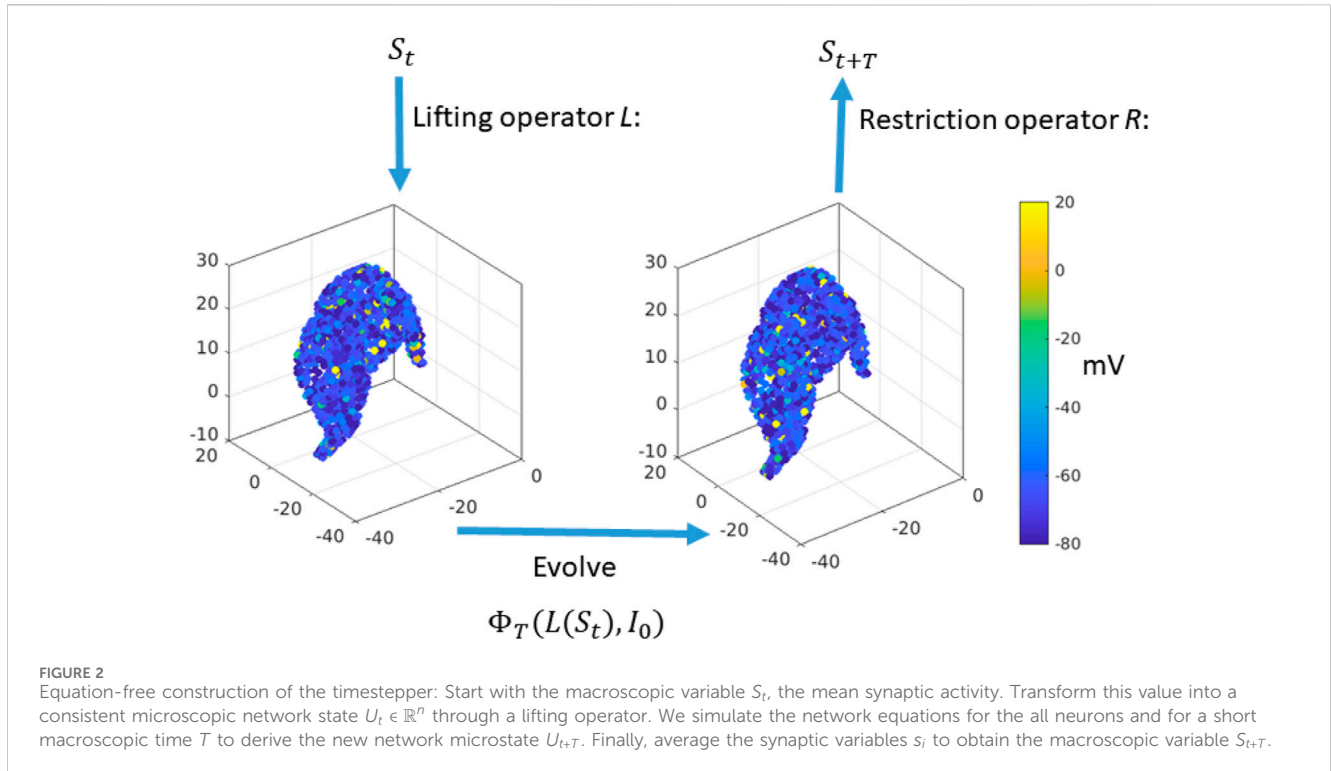 S_t
S_{t+T}
Lifting operator L:
Restriction operator R:
30
20
10
0
-10
20
0
-20
-40
-40
-20
0
30
20
10
0
-10
20
0
-20
-40
-40
-20
0
20
0
-20
-40
-60
-80
mV
Evolve
Φ_T(L(S_t), I_0)
FIGURE 2
Equation-free construction of the timestepper: Start with the macroscopic variable S_t, the mean synaptic activity. Transform this value into a
consistent microscopic network state U_t ϵ ℝ^n through a lifting operator. We simulate the network equations for the all neurons and for a short
macroscopic time T to derive the new network microstate U_{t+T}. Finally, average the synaptic variables s_i to obtain the macroscopic variable S_{t+T}.